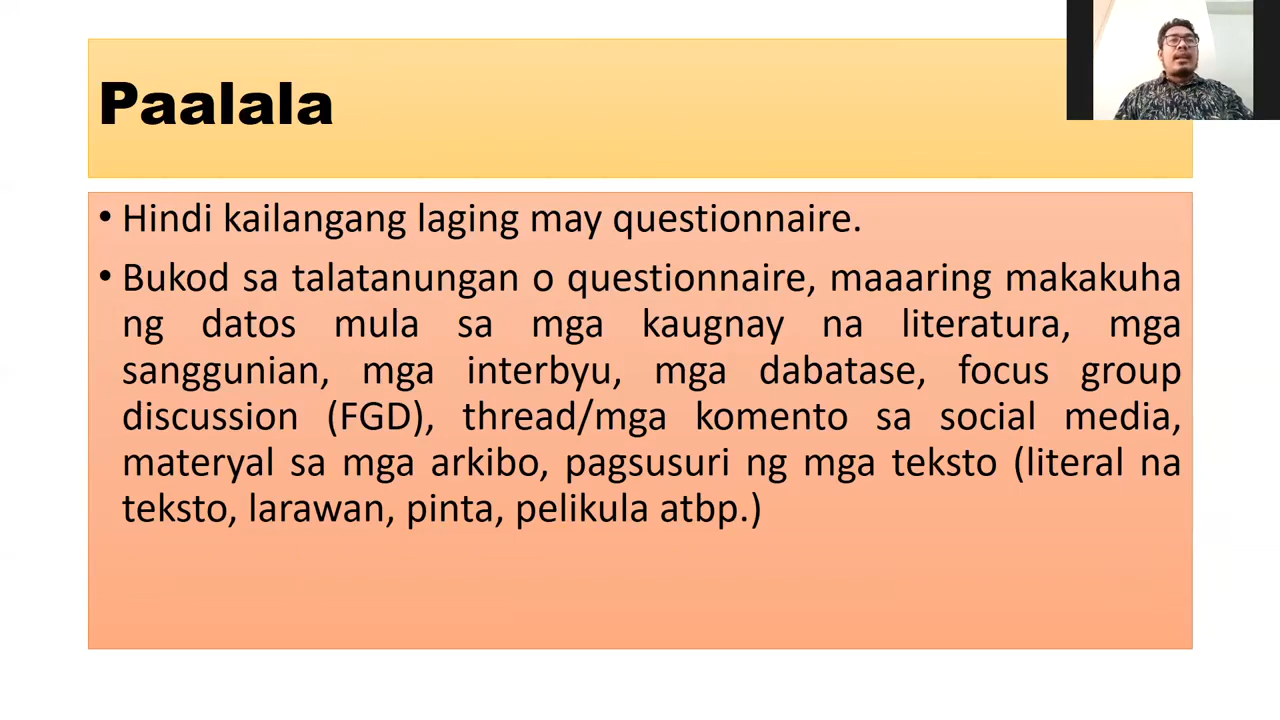 Paalala
• Hindi kailangang laging may questionnaire.
• Bukod sa talatanungan o questionnaire, maaaring makakuha
ng datos mula sa mga kaugnay na literatura, mga
sanggunian, mga interbyu, mga dabatase, focus group
discussion (FGD), thread/mga komento sa social media,
materyal sa mga arkibo, pagsusuri ng mga teksto (literal na
teksto, larawan, pinta, pelikula atbp.)